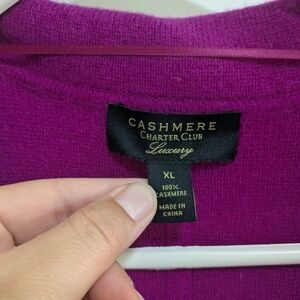 CASHMERE
CHARTER CLUB
Luxury
XL
100%
CASHMERE
MADE IN
CHINA